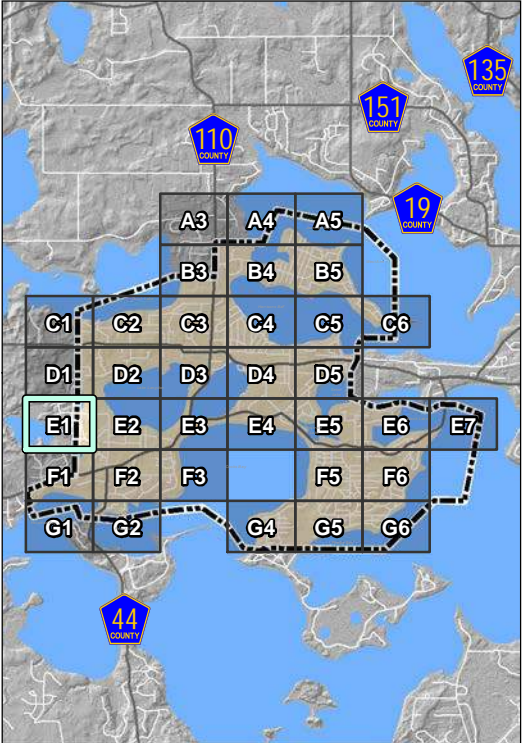 135
COUNTY
151
COUNTY
110
COUNTY
19
COUNTY
A3 A4 A5
B3 B4 B5
C1 C2 C3 C4 C5 C6
D1 D2 D3 D4 D5
E1 E2 E3 E4 E5 E6 E7
F1 F2 F3 F5 F6
G1 G2 G4 G5 G6
44
COUNTY